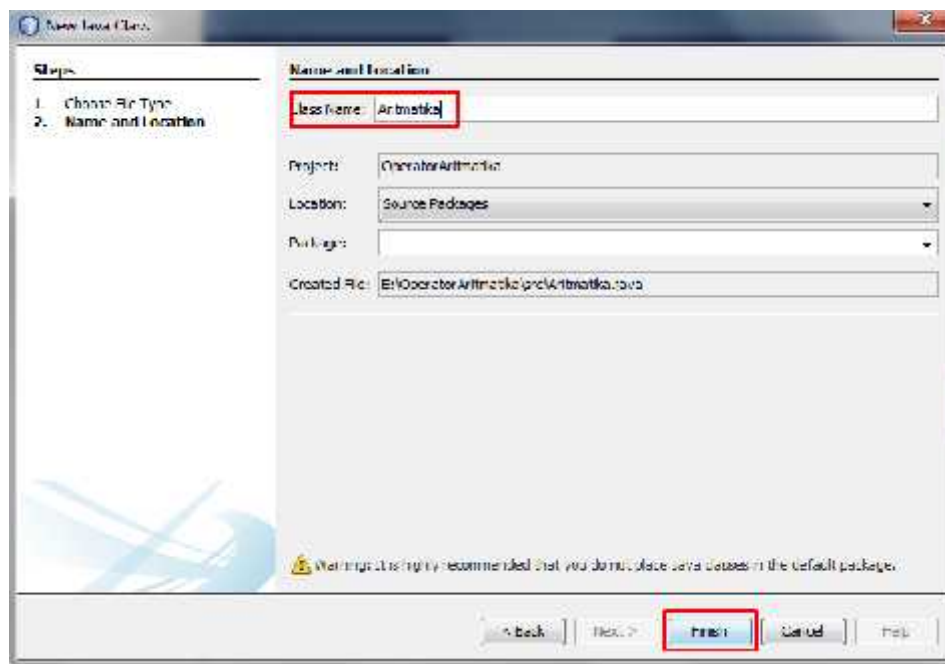 New Java Class
Steps
1. Choose File Type
2. Name and Location
Name and Location
Class Name: Aritmatika
Project: OperatorAritmatika
Location: Source Packages
Package:
Created File: E:\OperatorAritmatika\src\Aritmatika.java
Warning: It is highly recommended that you do not place Java classes in the default package.
< Back Next > Finish Cancel Help